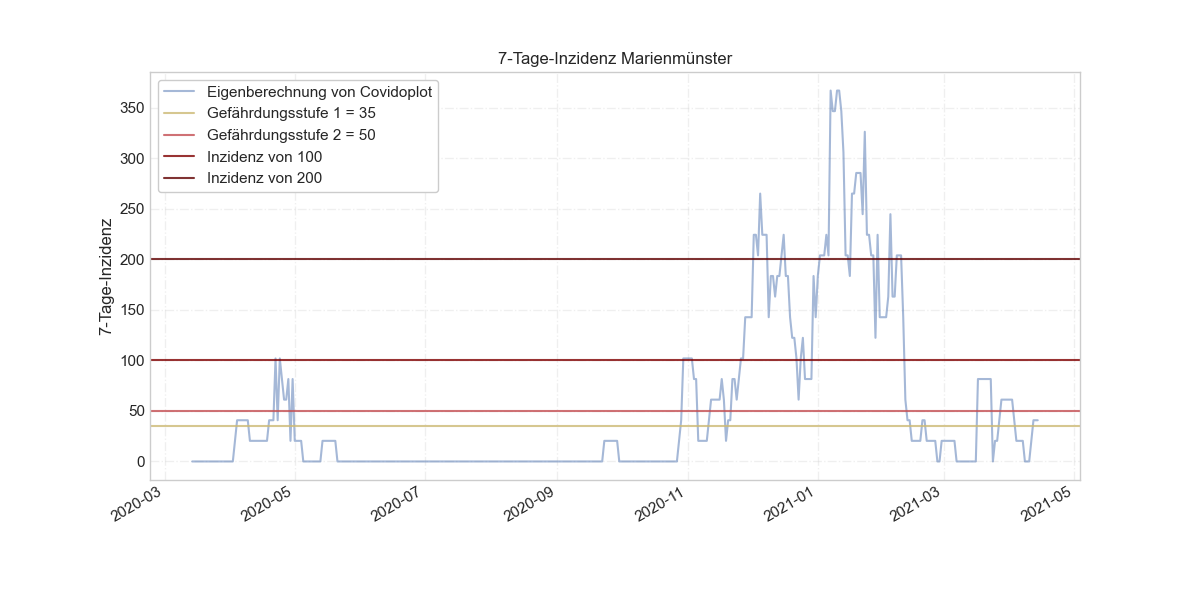 7-Tage-Inzidenz Marienmünster
Eigenberechnung von Covidoplot
Gefährdungsstufe 1 = 35
Gefährdungsstufe 2 = 50
Inzidenz von 100
Inzidenz von 200
7-Tage-Inzidenz
350
300
250
200
150
100
50
0
2020-03
2020-05
2020-07
2020-09
2020-11
2021-01
2021-03
2021-05